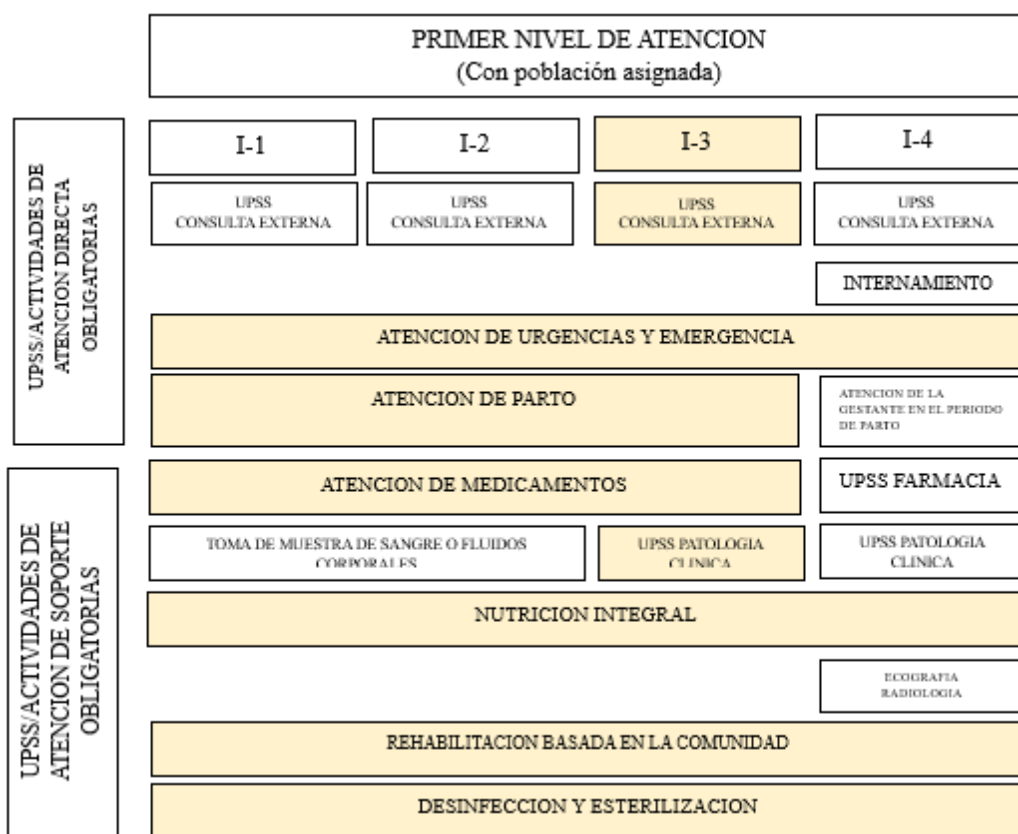 PRIMER NIVEL DE ATENCION
(Con población asignada)
UPSS/ACTIVIDADES DE
ATENCION DIRECTA
OBLIGATORIAS
I-1
I-2
I-3
I-4
UPSS
CONSULTA EXTERNA
UPSS
CONSULTA EXTERNA
UPSS
CONSULTA EXTERNA
UPSS
CONSULTA EXTERNA
INTERNAMIENTO
ATENCION DE URGENCIAS Y EMERGENCIA
ATENCION DE PARTO
ATENCION DE LA
GESTANTE EN EL PERIODO
DE PARTO
UPSS/ACTIVIDADES DE
ATENCION DE SOPORTE
OBLIGATORIAS
ATENCION DE MEDICAMENTOS
UPSS FARMACIA
TOMA DE MUESTRA DE SANGRE O FLUIDOS
CORPORALES
UPSS PATOLOGIA
CLINICA
UPSS PATOLOGIA
CLINICA
NUTRICION INTEGRAL
ECOGRAFIA
RADIOLOGIA
REHABILITACION BASADA EN LA COMUNIDAD
DESINFECCION Y ESTERILIZACION